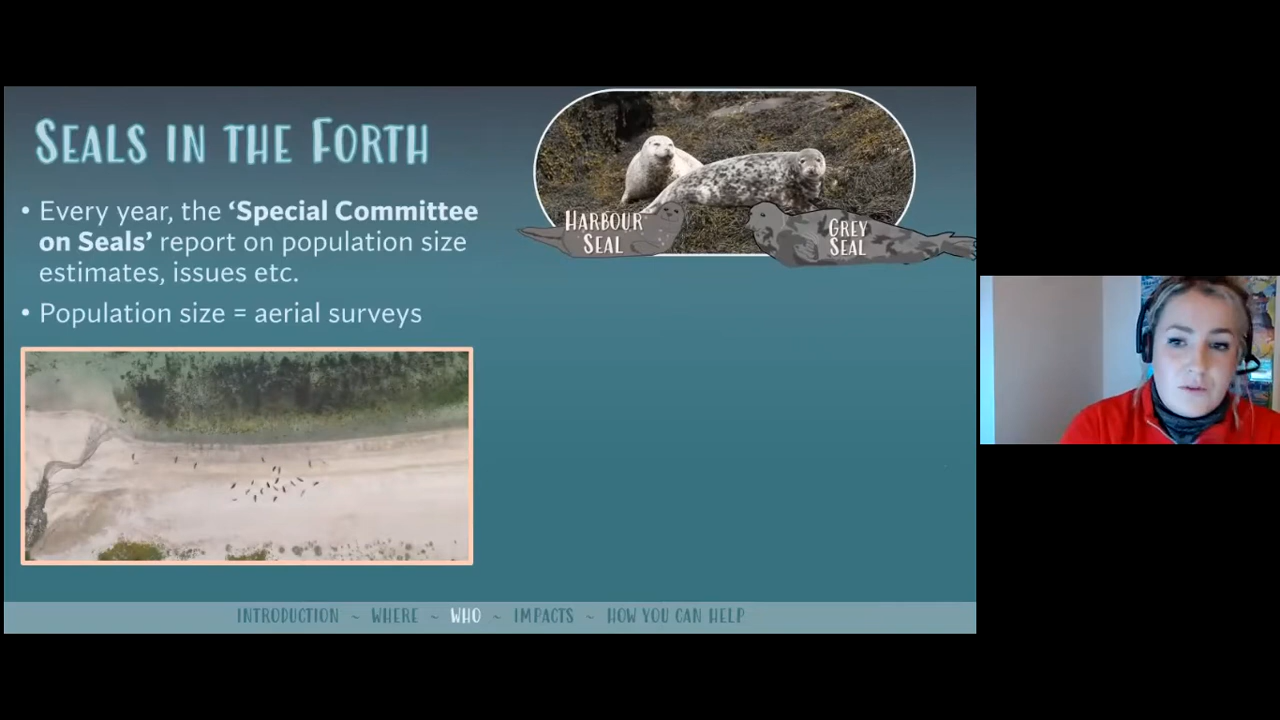 SEALS IN THE FORTH
• Every year, the ‘Special Committee
on Seals’ report on population size
estimates, issues etc.
• Population size = aerial surveys
HARBOUR
SEAL
GREY
SEAL
INTRODUCTION ~ WHERE ~ WHO ~ IMPACTS ~ HOW YOU CAN HELP